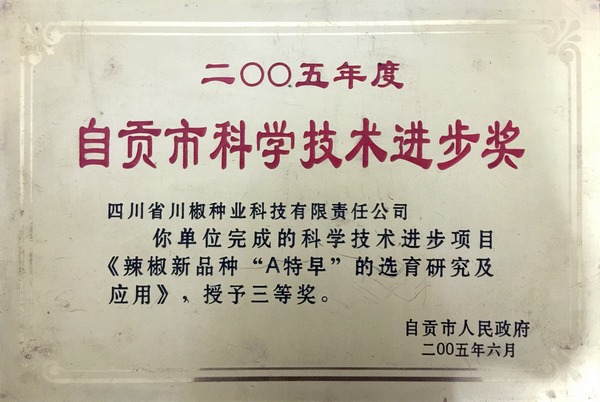 二〇〇五年度
自贡市科学技术进步奖
四川省川椒种业科技有限责任公司
你单位完成的科学技术进步项目
《辣椒新品种“A特早”的选育研究及
应用》，授予三等奖。
自贡市人民政府
二〇〇五年六月